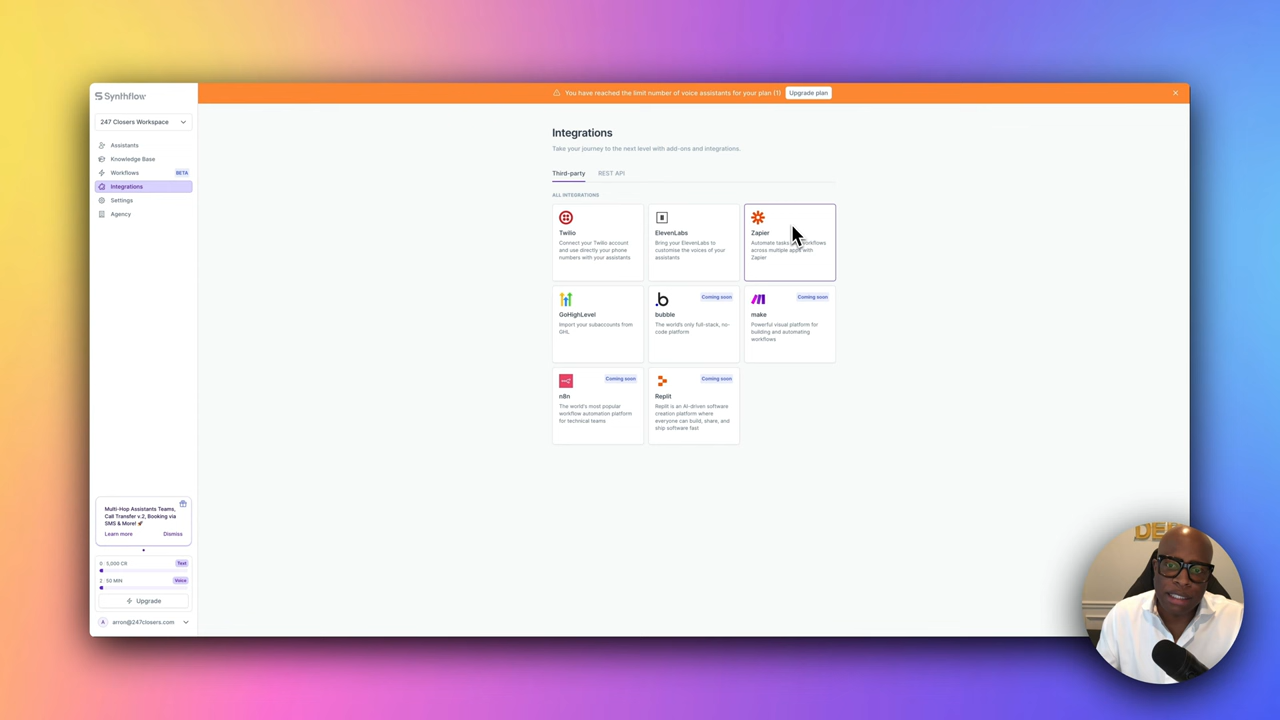 Synthflow
You have reached the limit number of voice assistants for your plan (1)
Upgrade plan
247 Closers Workspace
Assistants
Knowledge Base
Workflows
BETA
Integrations
Settings
Agency
Integrations
Take your journey to the next level with add-ons and integrations.
Third-party
REST API
ALL INTEGRATIONS
Twilio
Connect your Twilio account
and use directly your phone
numbers with your assistants
ElevenLabs
Bring your ElevenLabs to
customise the voices of your
assistants
Zapier
Automate tasks workflows
across multiple apps with
Zapier
GoHighLevel
Import your subaccounts from
GHL
Coming soon
bubble
The world's only full-stack, no-
code platform
Coming soon
make
Powerful visual platform for
building and automating
workflows
Coming soon
n8n
The world's most popular
workflow automation platform
for technical teams
Coming soon
Replit
Replit is an AI-driven software
creation platform where
everyone can build, share, and
ship software fast
Multi-Hop Assistants Teams,
Call Transfer v.2, Booking via
SMS & More! 🚀
Learn more
Dismiss
0 : 5,000 CR
Text
2 : 50 MIN
Voice
Upgrade
A
arron@247closers.com